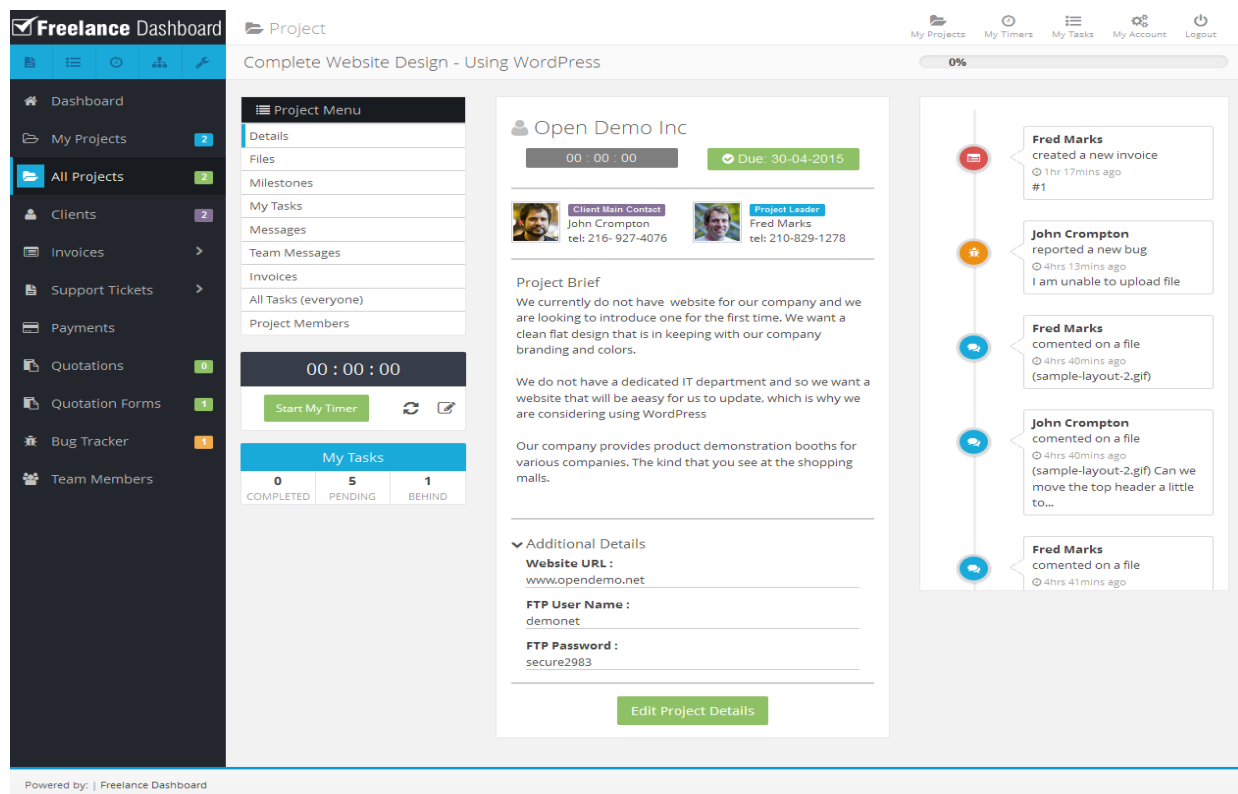 Freelance Dashboard
Project
My Projects
My Timers
My Tasks
My Account
Logout
Complete Website Design - Using WordPress
0%
Dashboard
My Projects 2
All Projects 2
Clients 2
Invoices
Support Tickets
Payments
Quotations 0
Quotation Forms 1
Bug Tracker 1
Team Members
Project Menu
Details
Files
Milestones
My Tasks
Messages
Team Messages
Invoices
All Tasks (everyone)
Project Members
00 : 00 : 00
Start My Timer
My Tasks
0 5 1
COMPLETED PENDING BEHIND
Open Demo Inc
00 : 00 : 00
Due: 30-04-2015
Client Main Contact
John Crompton
tel: 216- 927-4076
Project Leader
Fred Marks
tel: 210-829-1278
Project Brief
We currently do not have website for our company and we
are looking to introduce one for the first time. We want a
clean flat design that is in keeping with our company
branding and colors.
We do not have a dedicated IT department and so we want a
website that will be aeasy for us to update, which is why we
are considering using WordPress
Our company provides product demonstration booths for
various companies. The kind that you see at the shopping
malls.
Additional Details
Website URL :
www.opendemo.net
FTP User Name :
demonet
FTP Password :
secure2983
Edit Project Details
Fred Marks
created a new invoice
1hr 17mins ago
#1
John Crompton
reported a new bug
4hrs 13mins ago
I am unable to upload file
Fred Marks
comented on a file
4hrs 40mins ago
(sample-layout-2.gif)
John Crompton
comented on a file
4hrs 40mins ago
(sample-layout-2.gif) Can we
move the top header a little
to...
Fred Marks
comented on a file
4hrs 41mins ago
Powered by: | Freelance Dashboard